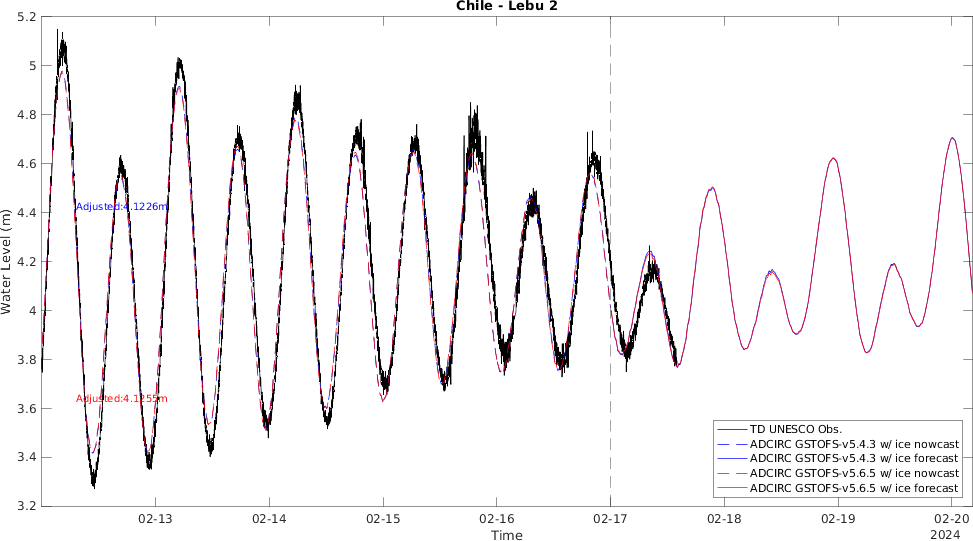 Chile - Lebu 2
5.2
5
4.8
4.6
4.4
4.2
4
3.8
3.6
3.4
3.2
Water Level (m)
Adjusted:4.1226m
Adjusted:4.1255m
TD UNESCO Obs.
ADCIRC GSTOFS-v5.4.3 w/ ice nowcast
ADCIRC GSTOFS-v5.4.3 w/ ice forecast
ADCIRC GSTOFS-v5.6.5 w/ ice nowcast
ADCIRC GSTOFS-v5.6.5 w/ ice forecast
02-13 02-14 02-15 02-16 02-17 02-18 02-19 02-20
Time 2024